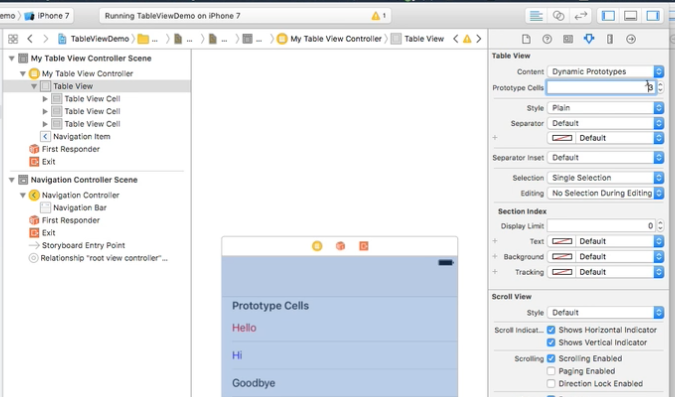 emo
iPhone 7
Running TableViewDemo on iPhone 7
1
TableViewDemo
My Table View Controller
Table View
My Table View Controller Scene
My Table View Controller
Table View
Table View Cell
Table View Cell
Table View Cell
Navigation Item
First Responder
Exit
Navigation Controller Scene
Navigation Controller
Navigation Bar
First Responder
Exit
Storyboard Entry Point
Relationship "root view controller"...
Prototype Cells
Hello
Hi
Goodbye
Table View
Content Dynamic Prototypes
Prototype Cells 3
Style Plain
Separator Default
Default
Separator Inset Default
Selection Single Selection
Editing No Selection During Editing
Section Index
Display Limit 0
Text Default
Background Default
Tracking Default
Scroll View
Style Default
Scroll Indicat... Shows Horizontal Indicator
Shows Vertical Indicator
Scrolling Scrolling Enabled
Paging Enabled
Direction Lock Enabled